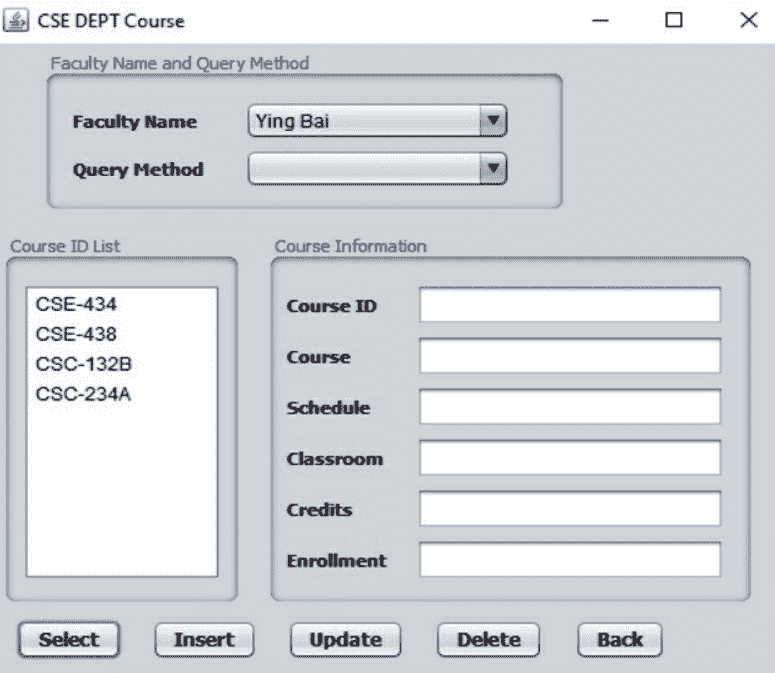 CSE DEPT Course
Faculty Name and Query Method
Faculty Name Ying Bai
Query Method
Course ID List
CSE-434
CSE-438
CSC-132B
CSC-234A
Course Information
Course ID
Course
Schedule
Classroom
Credits
Enrollment
Select Insert Update Delete Back